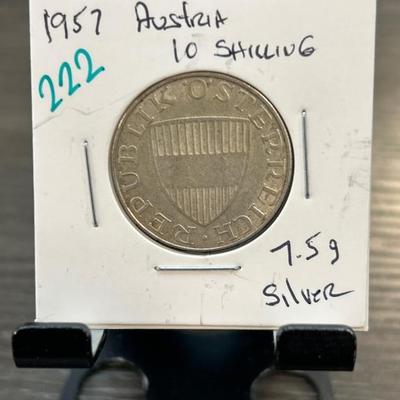 1957 Austria
10 SHILLING
222
REPUBLIK·ÖSTERREICH·
7.5g
Silver